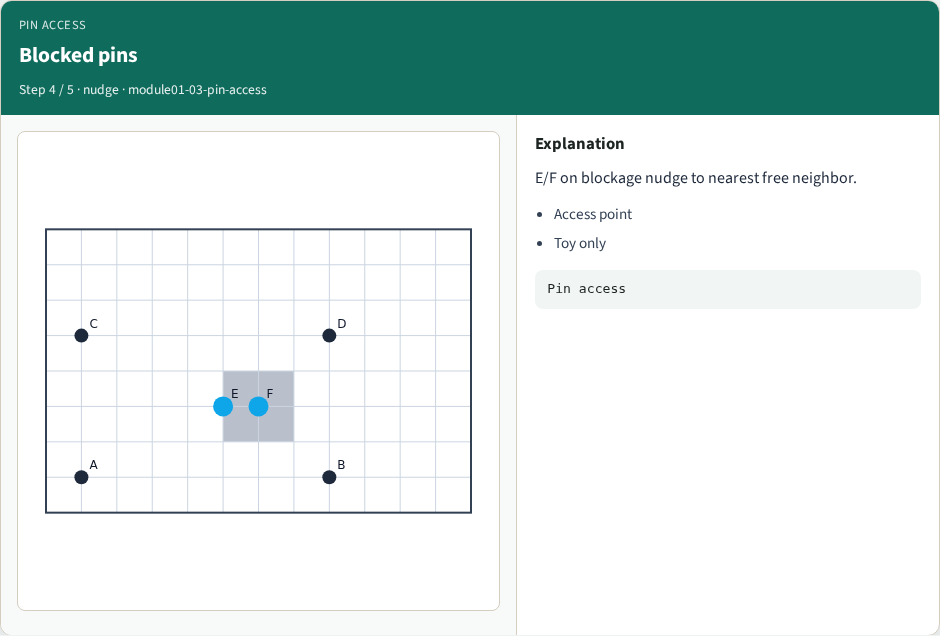 PIN ACCESS
Blocked pins
Step 4 / 5 · nudge · module01-03-pin-access
C
D
E
F
A
B
Explanation
E/F on blockage nudge to nearest free neighbor.
• Access point
• Toy only
Pin access